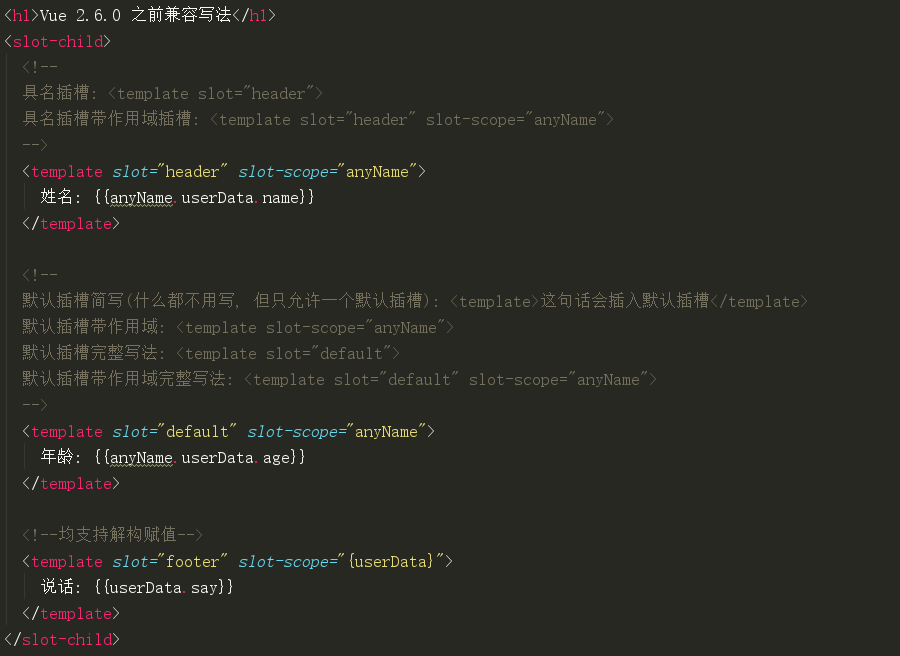 <h1>Vue 2.6.0 之前兼容写法</h1>
<slot-child>
<!--
具名插槽: <template slot="header">
具名插槽带作用域插槽: <template slot="header" slot-scope="anyName">
-->
<template slot="header" slot-scope="anyName">
姓名: {{anyName.userData.name}}
</template>
<!--
默认插槽简写(什么都不用写, 但只允许一个默认插槽): <template>这句话会插入默认插槽</template>
默认插槽带作用域: <template slot-scope="anyName">
默认插槽完整写法: <template slot="default">
默认插槽带作用域完整写法: <template slot="default" slot-scope="anyName">
-->
<template slot="default" slot-scope="anyName">
年龄: {{anyName.userData.age}}
</template>
<!--均支持解构赋值-->
<template slot="footer" slot-scope="{userData}">
说话: {{userData.say}}
</template>
</slot-child>